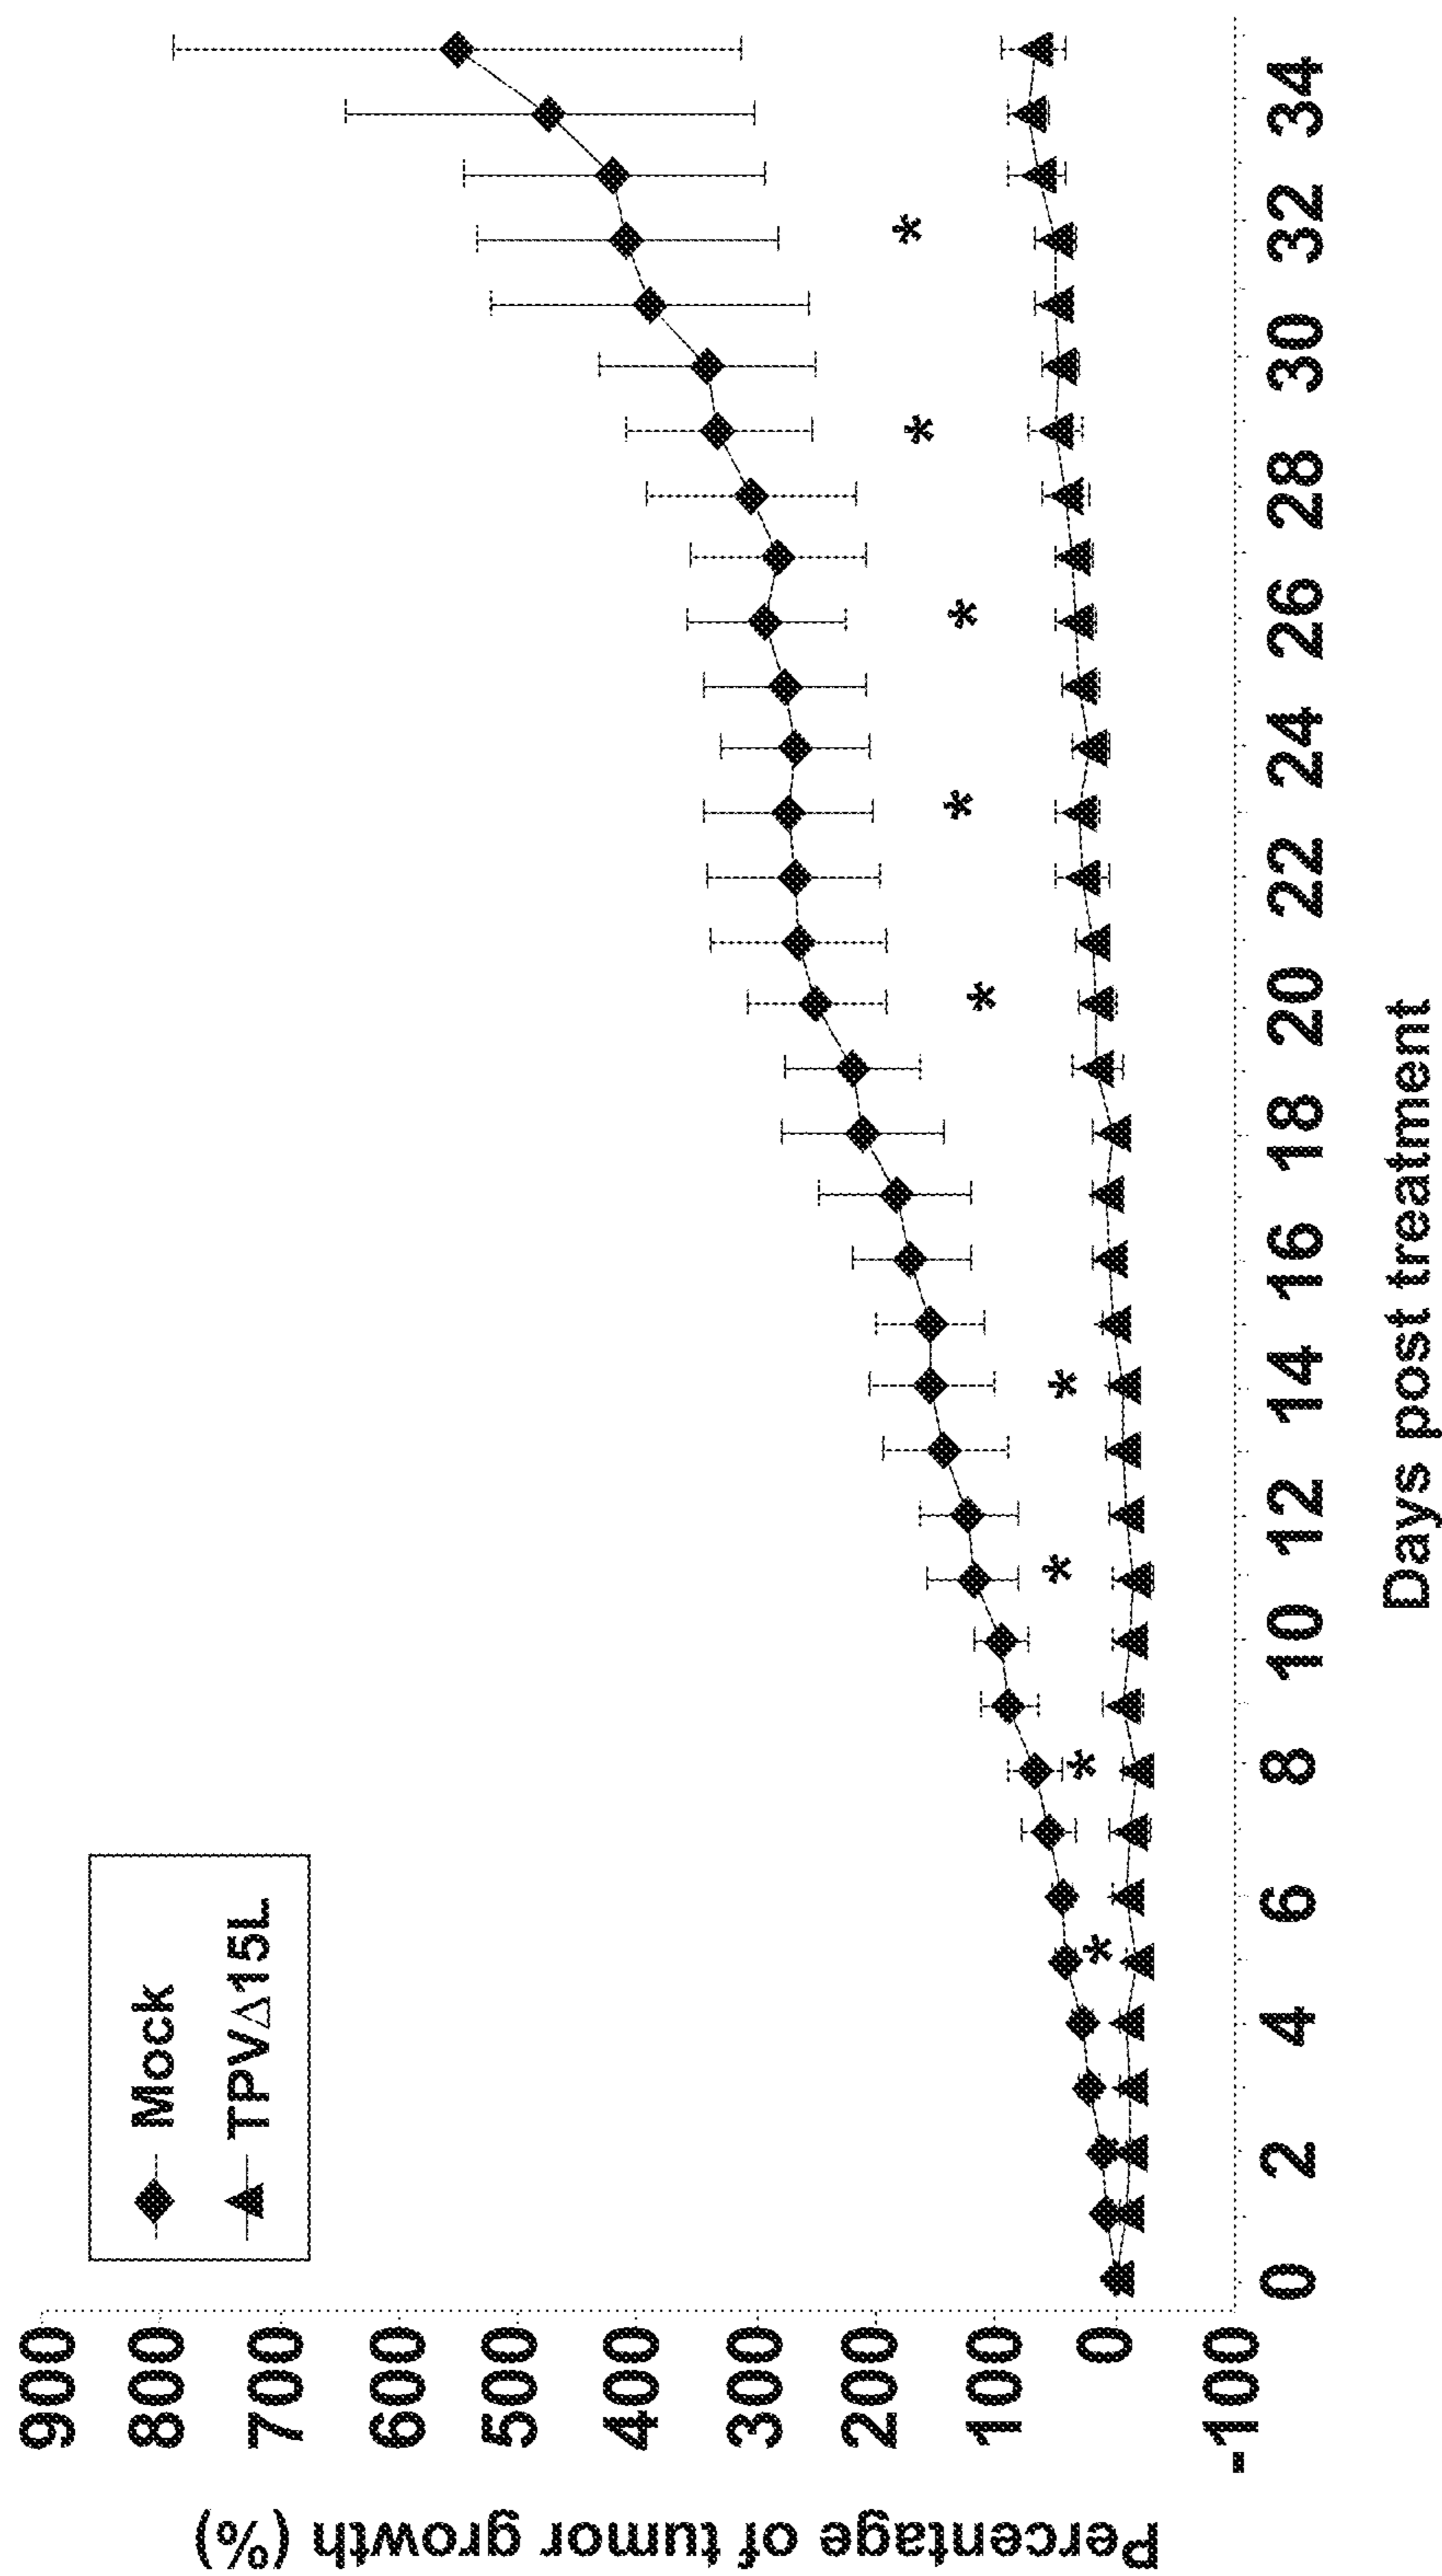 Mock
TPVΔ15L
Percentage of tumor growth (%)
900
800
700
600
500
400
300
200
100
0
-100
* * * * * * * * * *
0 2 4 6 8 10 12 14 16 18 20 22 24 26 28 30 32 34
Days post treatment